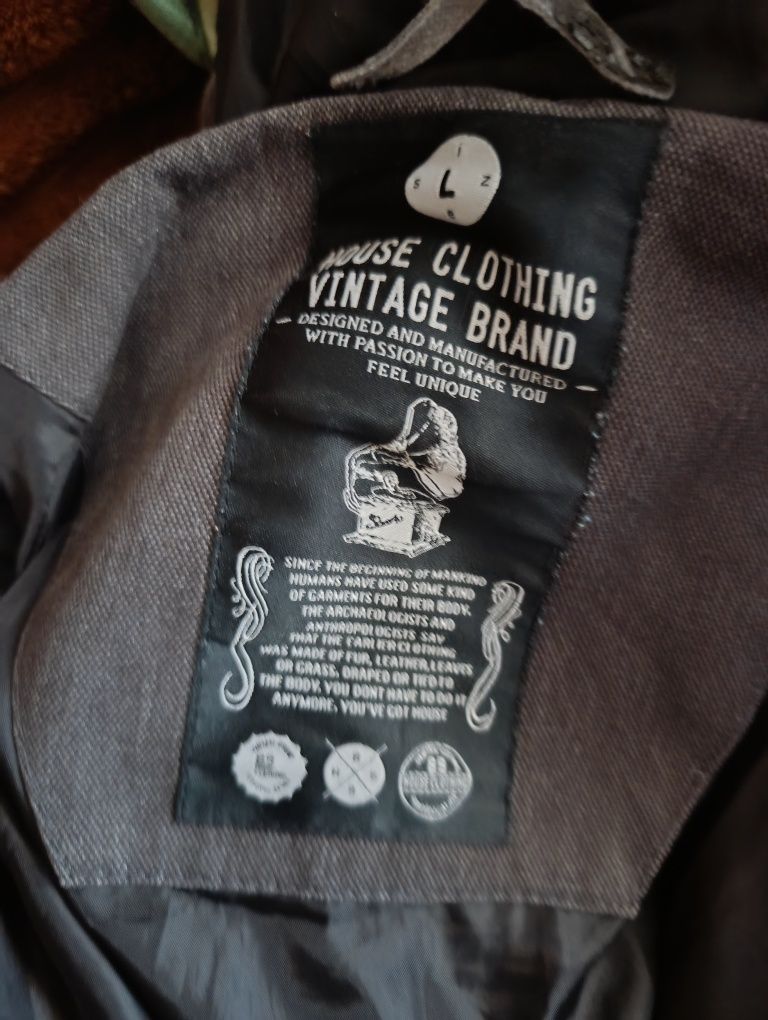 SIZE
L
HOUSE CLOTHING
VINTAGE BRAND
DESIGNED AND MANUFACTURED
WITH PASSION TO MAKE YOU
FEEL UNIQUE
SINCE THE BEGINNING OF MANKIND
HUMANS HAVE USED SOME KIND
OF GARMENTS FOR THEIR BODY.
THE ARCHAEOLOGISTS AND
ANTHROPOLOGISTS SAY
THAT THE EARLIER CLOTHING
WAS MADE OF FUR, LEATHER, LEAVES
OR GRASS, DRAPED OR TIED TO
THE BODY. YOU DONT HAVE TO DO IT
ANYMORE, YOU'VE GOT HOUSE